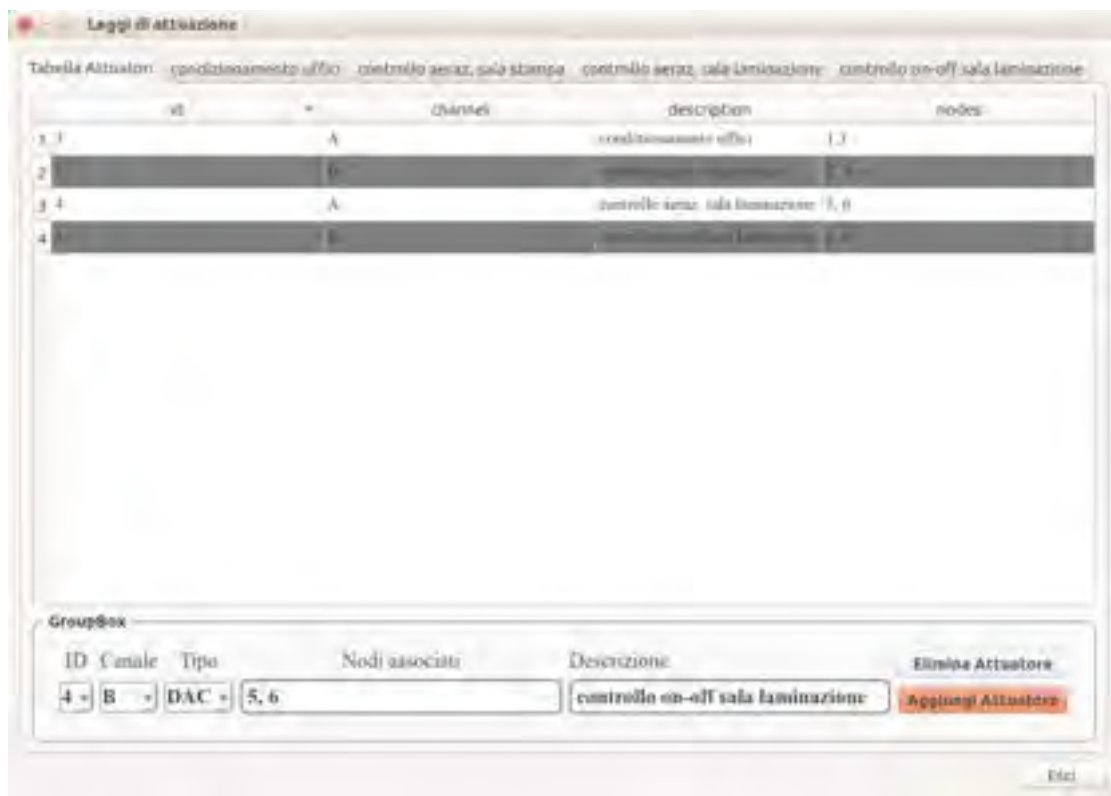 Leggi di attuazione
Tabella Attuatori condizionamento uffici controllo aeraz. sala stampa controllo aeraz. sala laminazione controllo on-off sala laminazione
id channel description nodes
1 3 A condizionamento uffici 1,3
2 B
3 4 A controllo aeraz. sala laminazione 5, 6
4
GroupBox
ID Canale Tipo Nodi associati Descrizione Elimina Attuatore
4 B DAC 5, 6 controllo on-off sala laminazione Aggiungi Attuatore
Esci